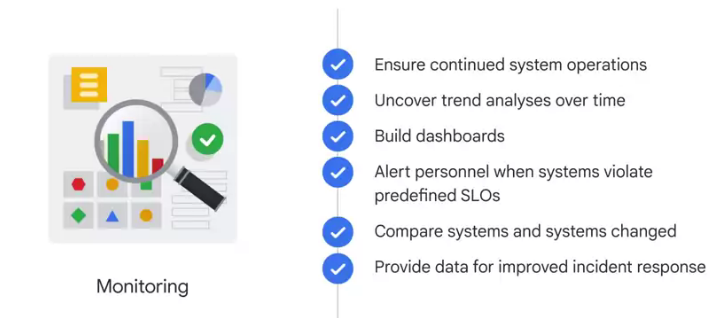 Ensure continued system operations
Uncover trend analyses over time
Build dashboards
Alert personnel when systems violate
predefined SLOs
Compare systems and systems changed
Provide data for improved incident response
Monitoring